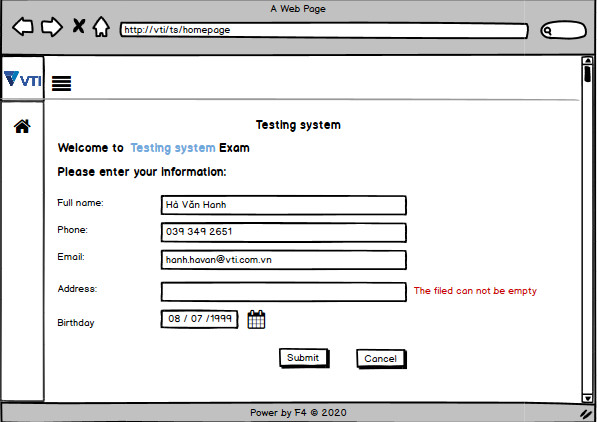 A Web Page
http://vti/ts/homepage
VTI
Testing system
Welcome to Testing system Exam
Please enter your information:
Full name: Hà Văn Hanh
Phone: 039 349 2651
Email: hanh.havan@vti.com.vn
Address: The filed can not be empty
Birthday 08 / 07 /1999
Submit Cancel
Power by F4 © 2020